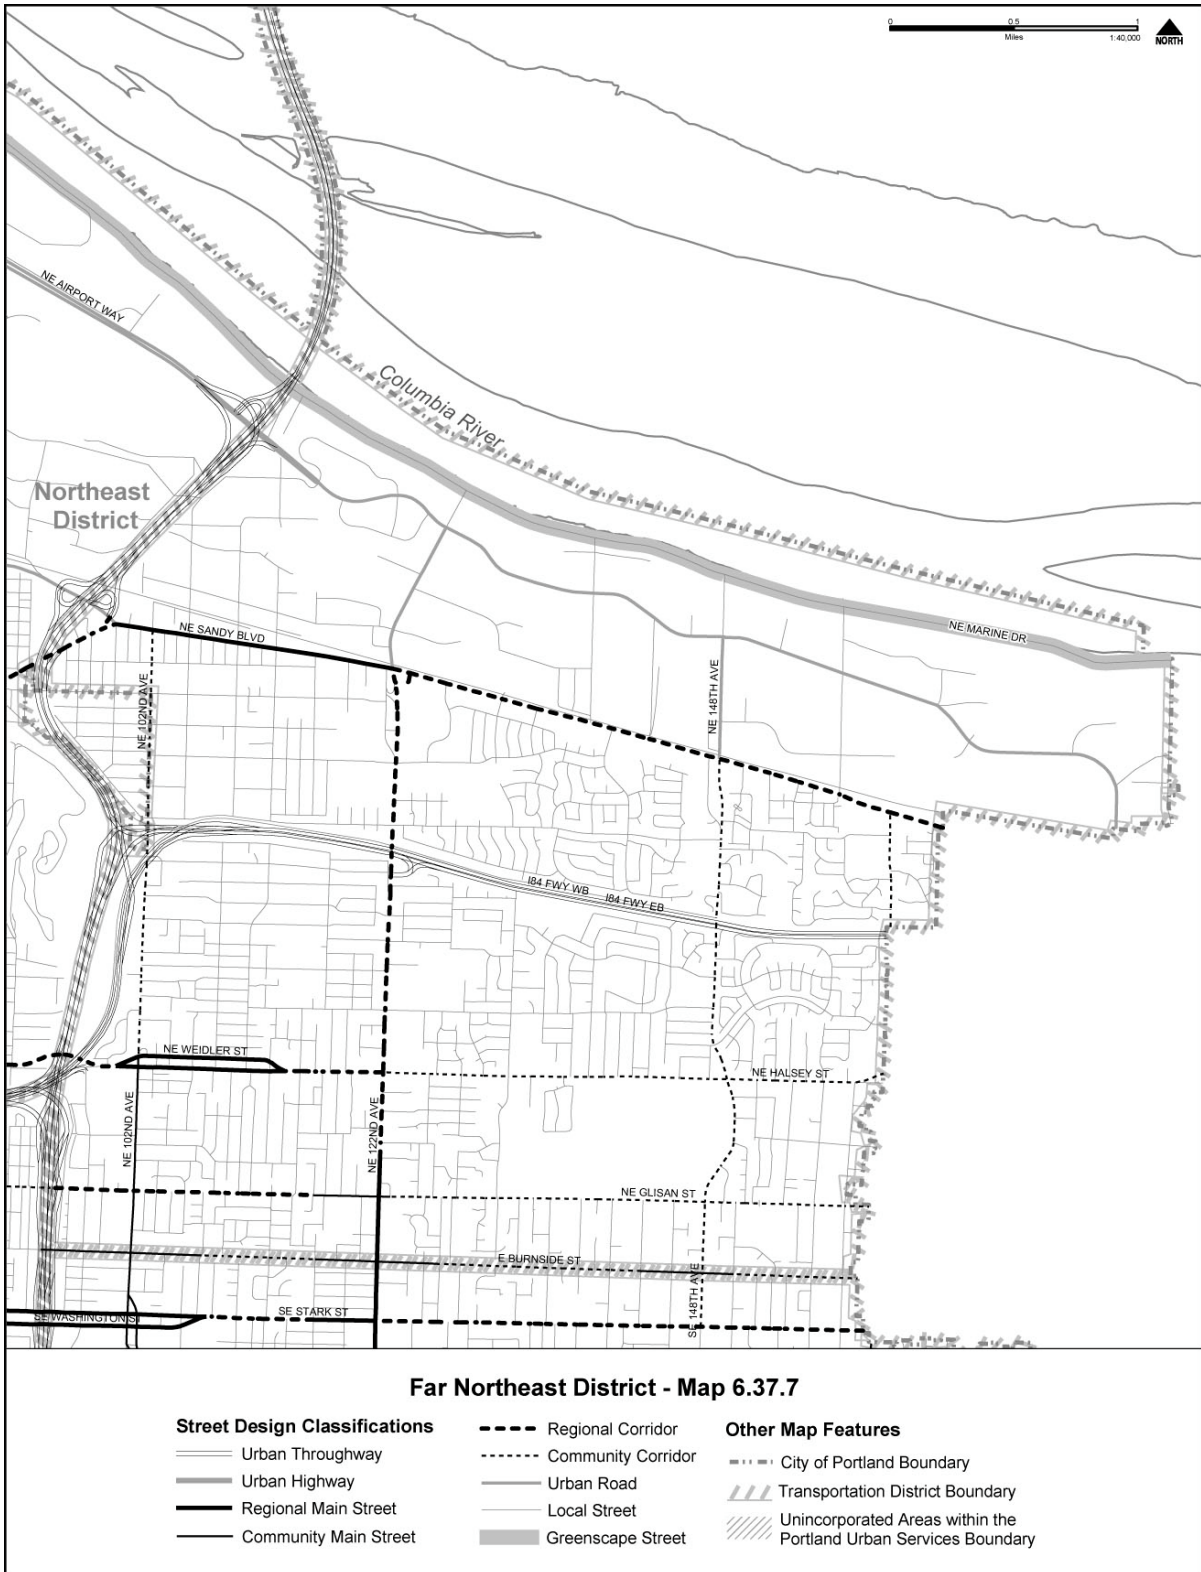 0 0.5 1
Miles 1:40,000
NORTH
NE AIRPORT WAY
Columbia River
Northeast
District
NE SANDY BLVD
NE MARINE DR
NE 102ND AVE
NE 148TH AVE
I84 FWY WB
I84 FWY EB
NE WEIDLER ST
NE HALSEY ST
NE 102ND AVE
NE 122ND AVE
NE GLISAN ST
E BURNSIDE ST
SE 148TH AVE
SE STARK ST
SE WASHINGTON ST
Far Northeast District - Map 6.37.7
Street Design Classifications
Urban Throughway
Urban Highway
Regional Main Street
Community Main Street
Regional Corridor
Community Corridor
Urban Road
Local Street
Greenscape Street
Other Map Features
City of Portland Boundary
Transportation District Boundary
Unincorporated Areas within the
Portland Urban Services Boundary